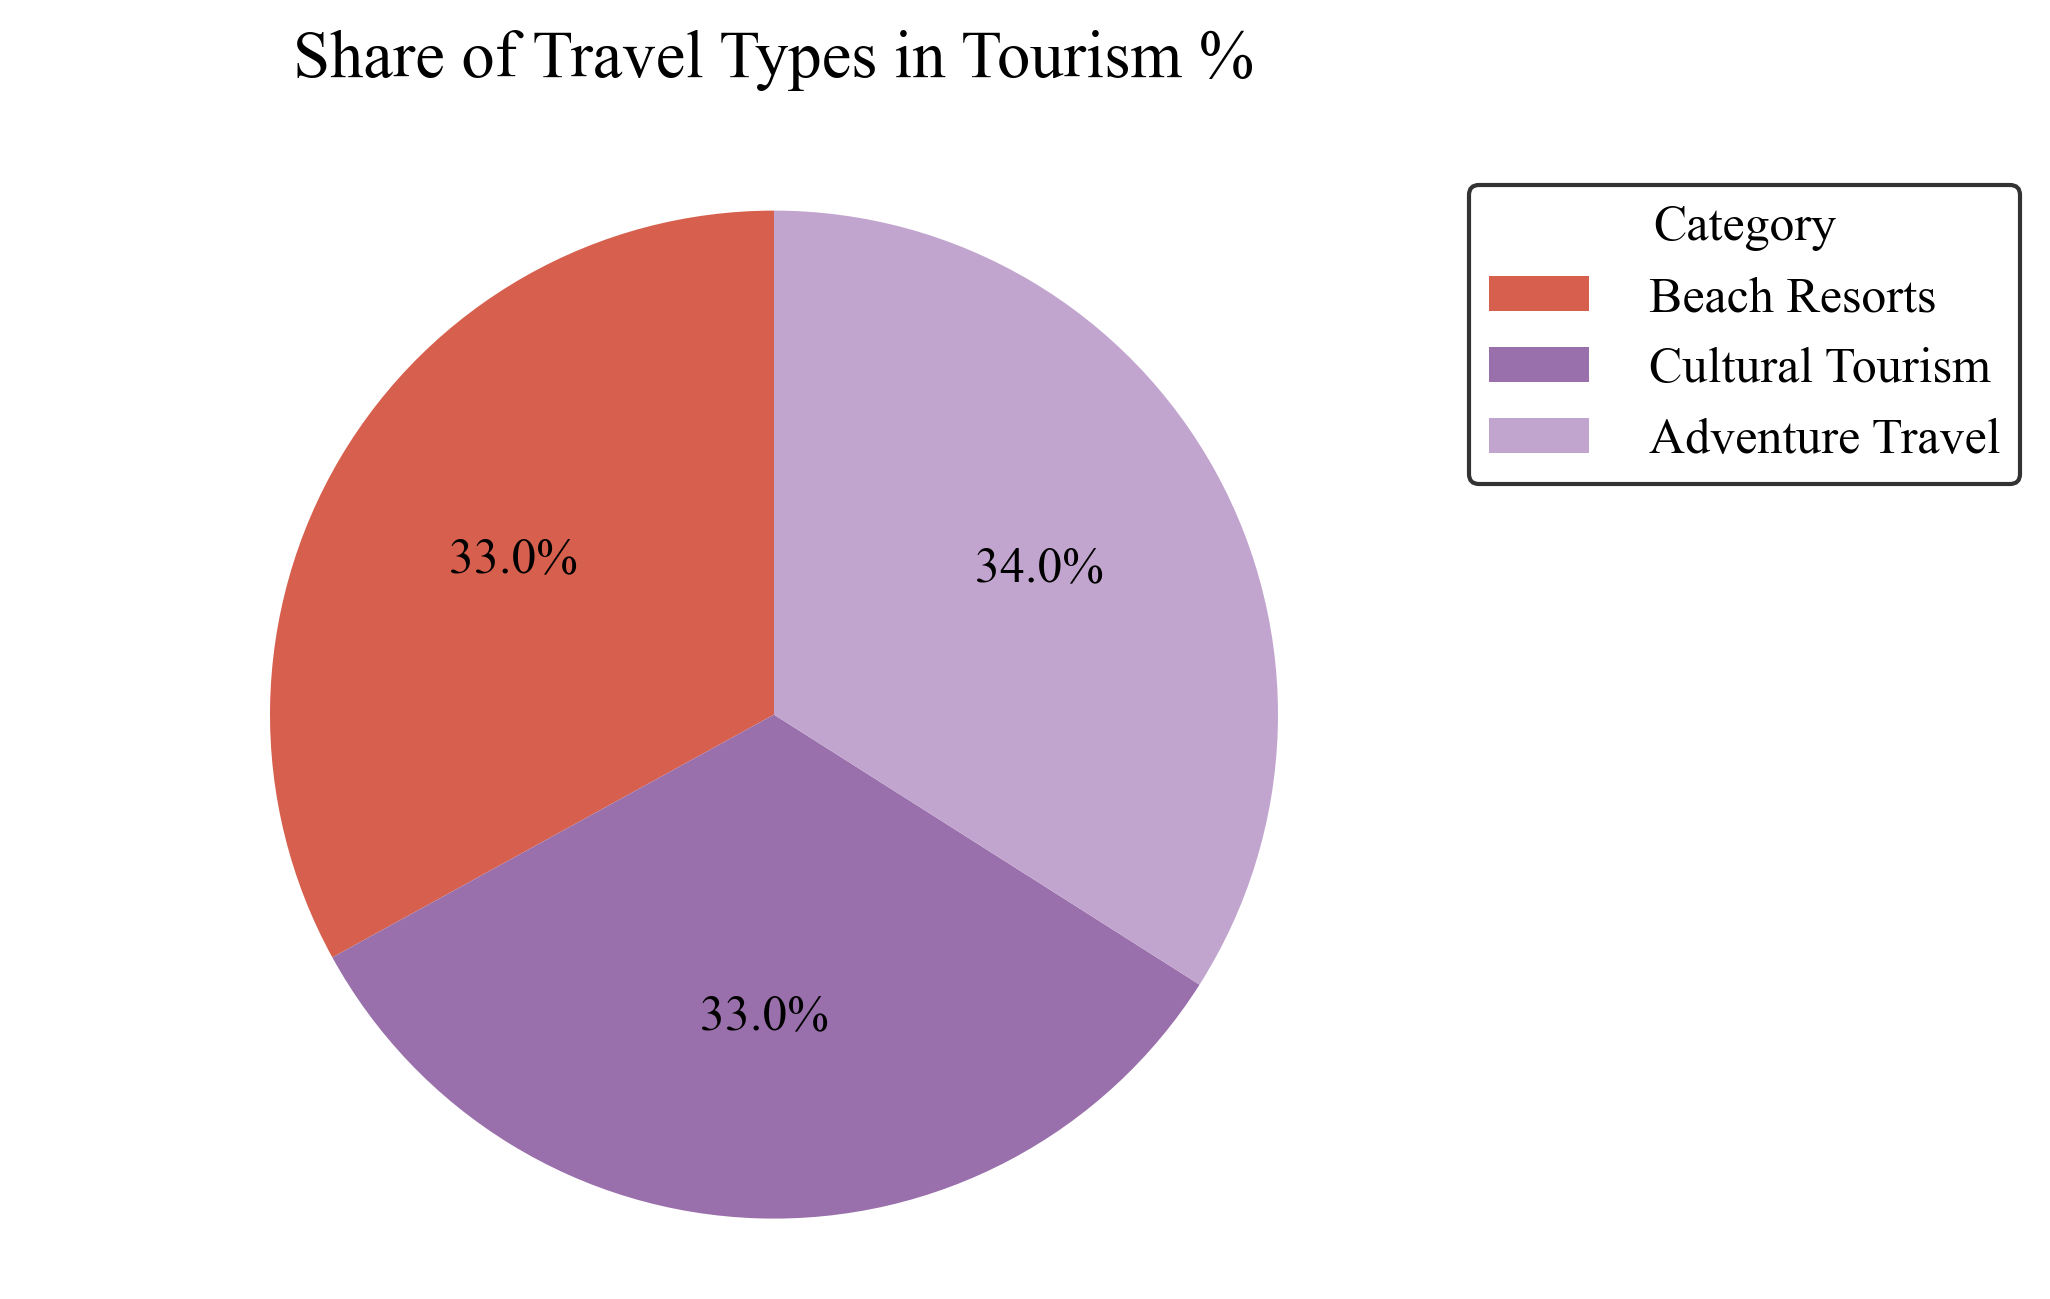 Share of Travel Types in Tourism %
Category
Beach Resorts
Cultural Tourism
Adventure Travel
33.0%
34.0%
33.0%